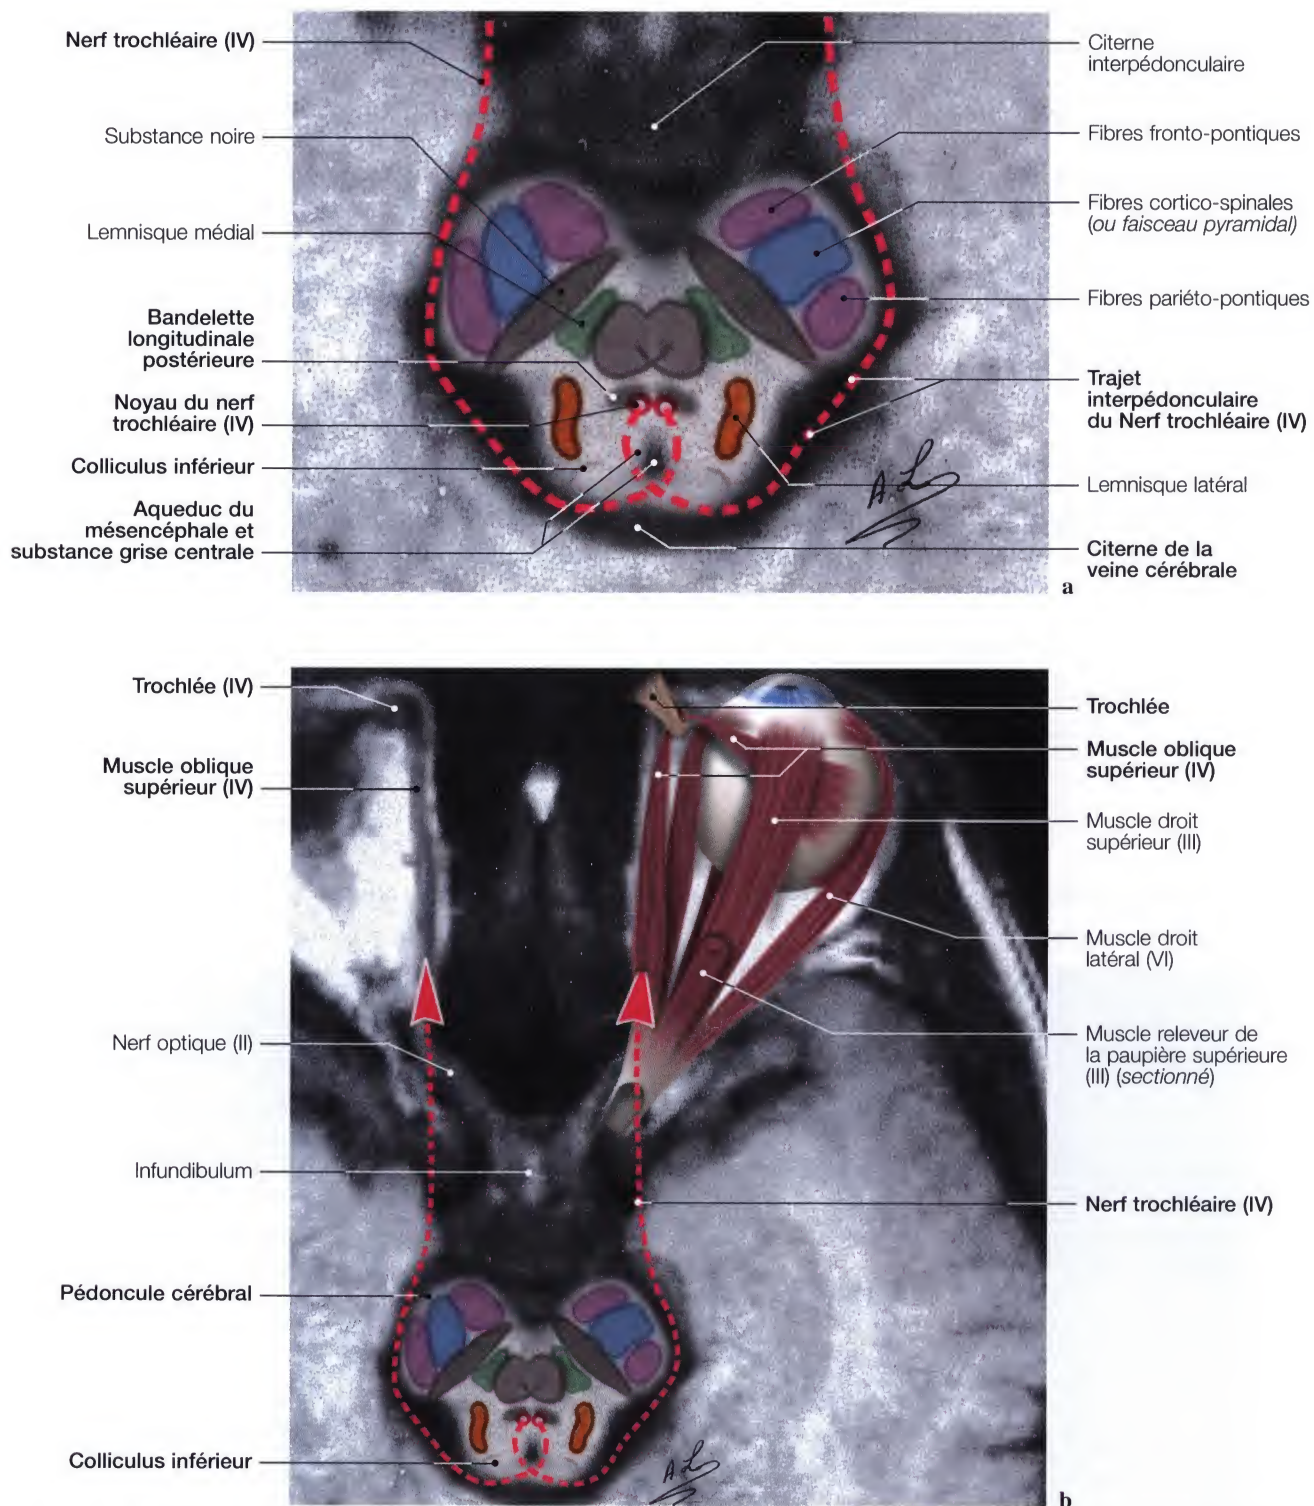 Nerf trochléaire (IV)
Substance noire
Lemnisque médial
Bandelette
longitudinale
postérieure
Noyau du nerf
trochléaire (IV)
Colliculus inférieur
Aqueduc du
mésencéphale et
substance grise centrale
Citerne
interpédonculaire
Fibres fronto-pontiques
Fibres cortico-spinales
(ou faisceau pyramidal)
Fibres pariéto-pontiques
Trajet
interpédonculaire
du Nerf trochléaire (IV)
Lemnisque latéral
Citerne de la
veine cérébrale
a
Trochlée (IV)
Muscle oblique
supérieur (IV)
Nerf optique (II)
Infundibulum
Pédoncule cérébral
Colliculus inférieur
Trochlée
Muscle oblique
supérieur (IV)
Muscle droit
supérieur (III)
Muscle droit
latéral (VI)
Muscle releveur de
la paupière supérieure
(III) (sectionné)
Nerf trochléaire (IV)
b